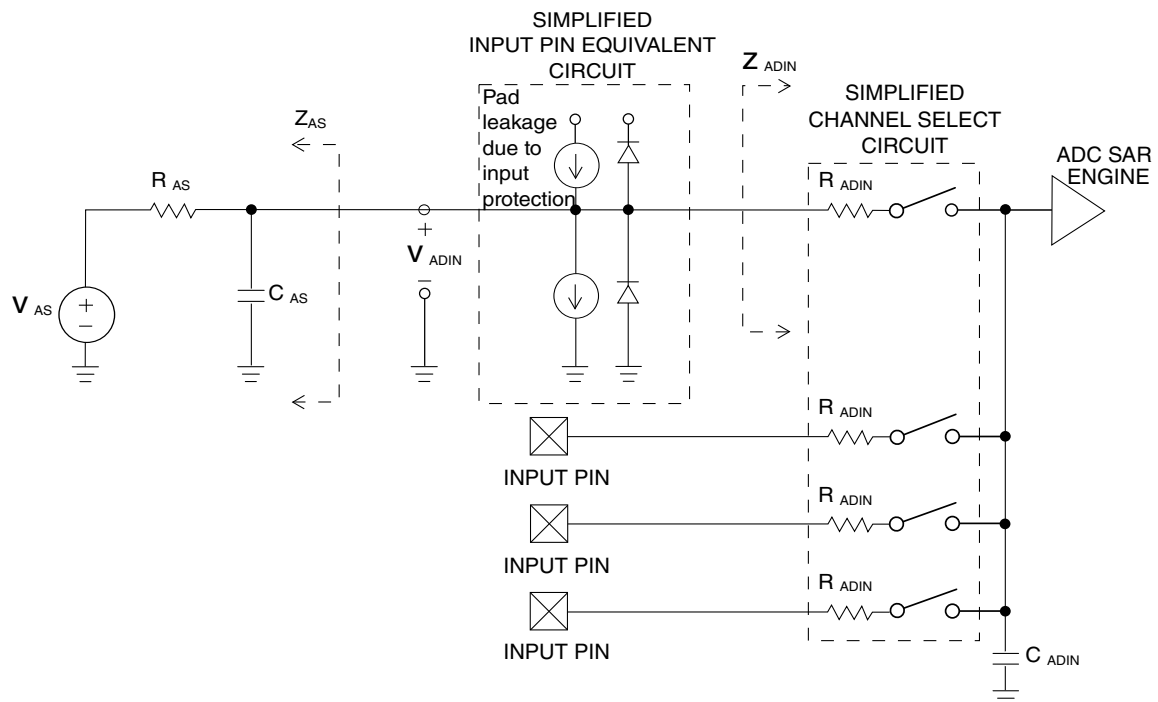 SIMPLIFIED
INPUT PIN EQUIVALENT
CIRCUIT
Pad
leakage
due to
input
protection
Z ADIN
SIMPLIFIED
CHANNEL SELECT
CIRCUIT
ADC SAR
ENGINE
Z AS
R AS
R ADIN
+
V ADIN
–
V AS
+
–
C AS
R ADIN
INPUT PIN
R ADIN
INPUT PIN
R ADIN
INPUT PIN
C ADIN